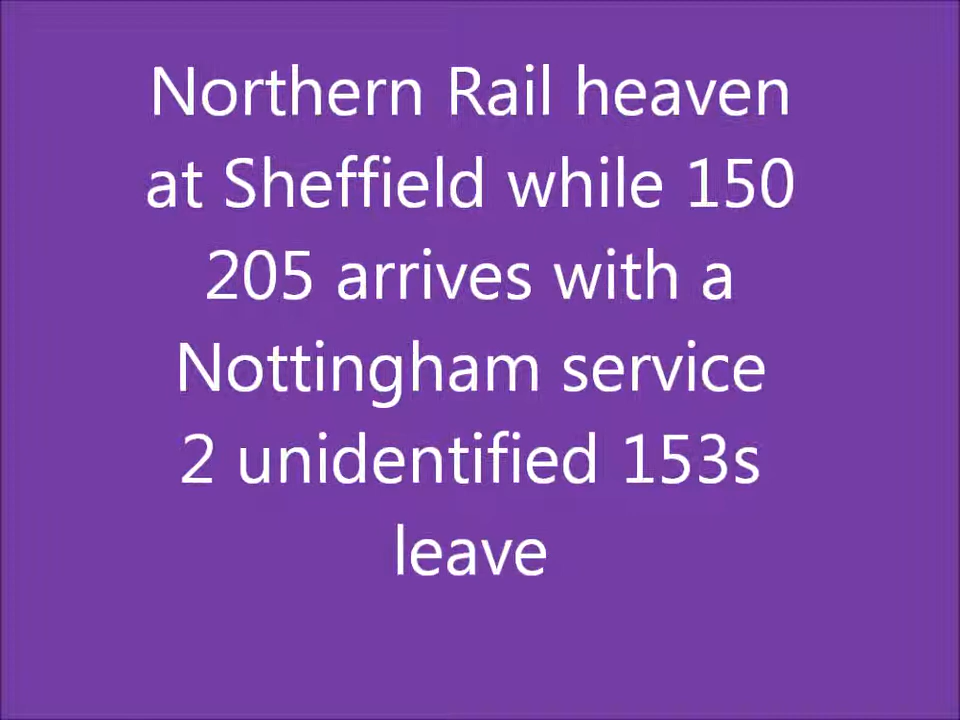 Northern Rail heaven
at Sheffield while 150
205 arrives with a
Nottingham service
2 unidentified 153s
leave